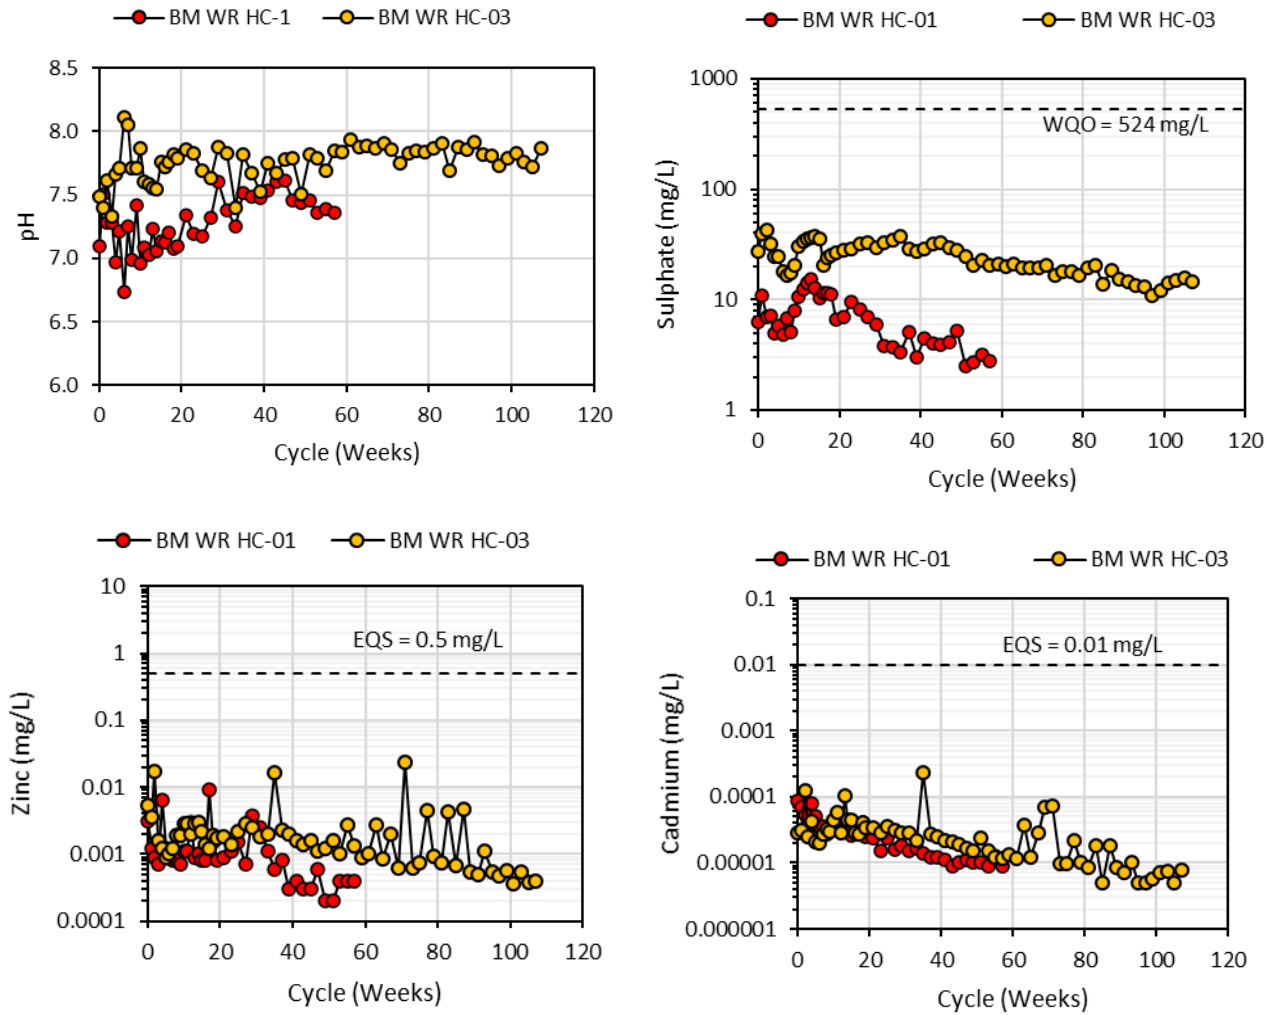 BM WR HC-1 BM WR HC-03
8.5
8.0
7.5
7.0
6.5
6.0
pH
0 20 40 60 80 100 120
Cycle (Weeks)
BM WR HC-01 BM WR HC-03
1000
100
10
1
Sulphate (mg/L)
WQO = 524 mg/L
0 20 40 60 80 100 120
Cycle (Weeks)
BM WR HC-01 BM WR HC-03
10
1
0.1
0.01
0.001
0.0001
Zinc (mg/L)
EQS = 0.5 mg/L
0 20 40 60 80 100 120
Cycle (Weeks)
BM WR HC-01 BM WR HC-03
0.1
0.01
0.001
0.0001
0.00001
0.000001
Cadmium (mg/L)
EQS = 0.01 mg/L
0 20 40 60 80 100 120
Cycle (Weeks)